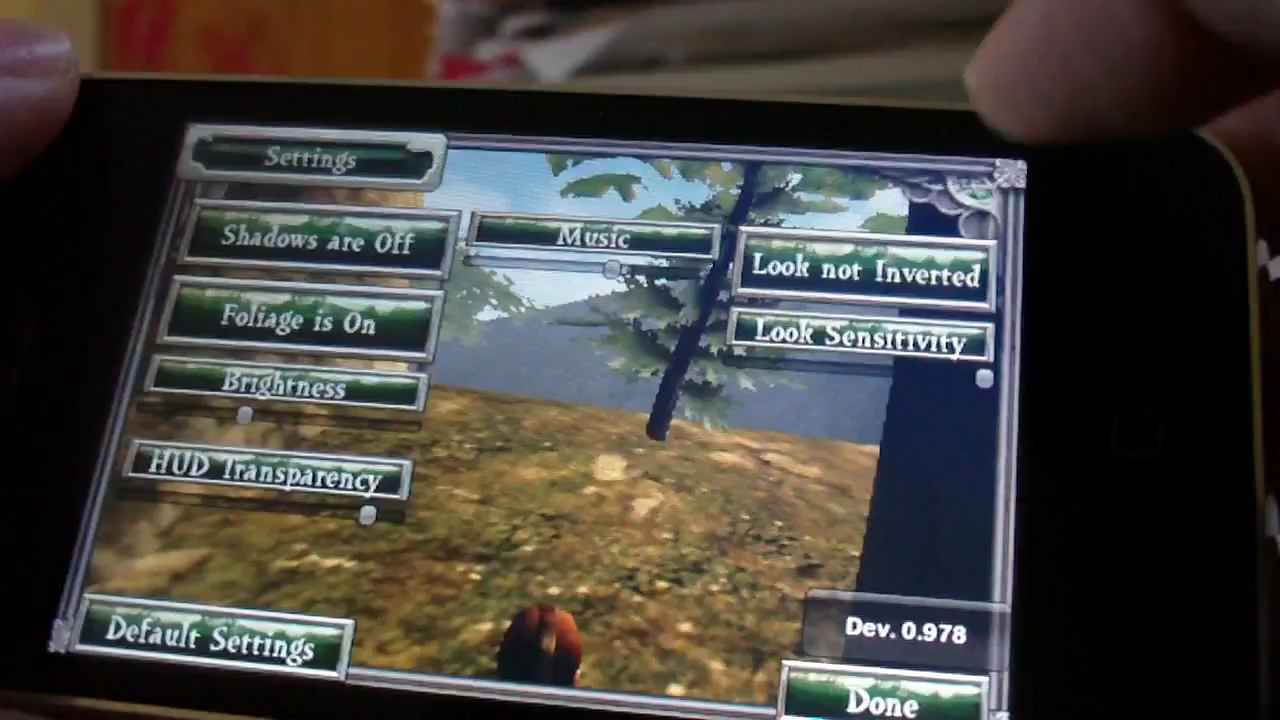 Settings
Shadows are Off
Foliage is On
Brightness
HUD Transparency
Default Settings
Music
Look not Inverted
Look Sensitivity
Dev. 0.978
Done